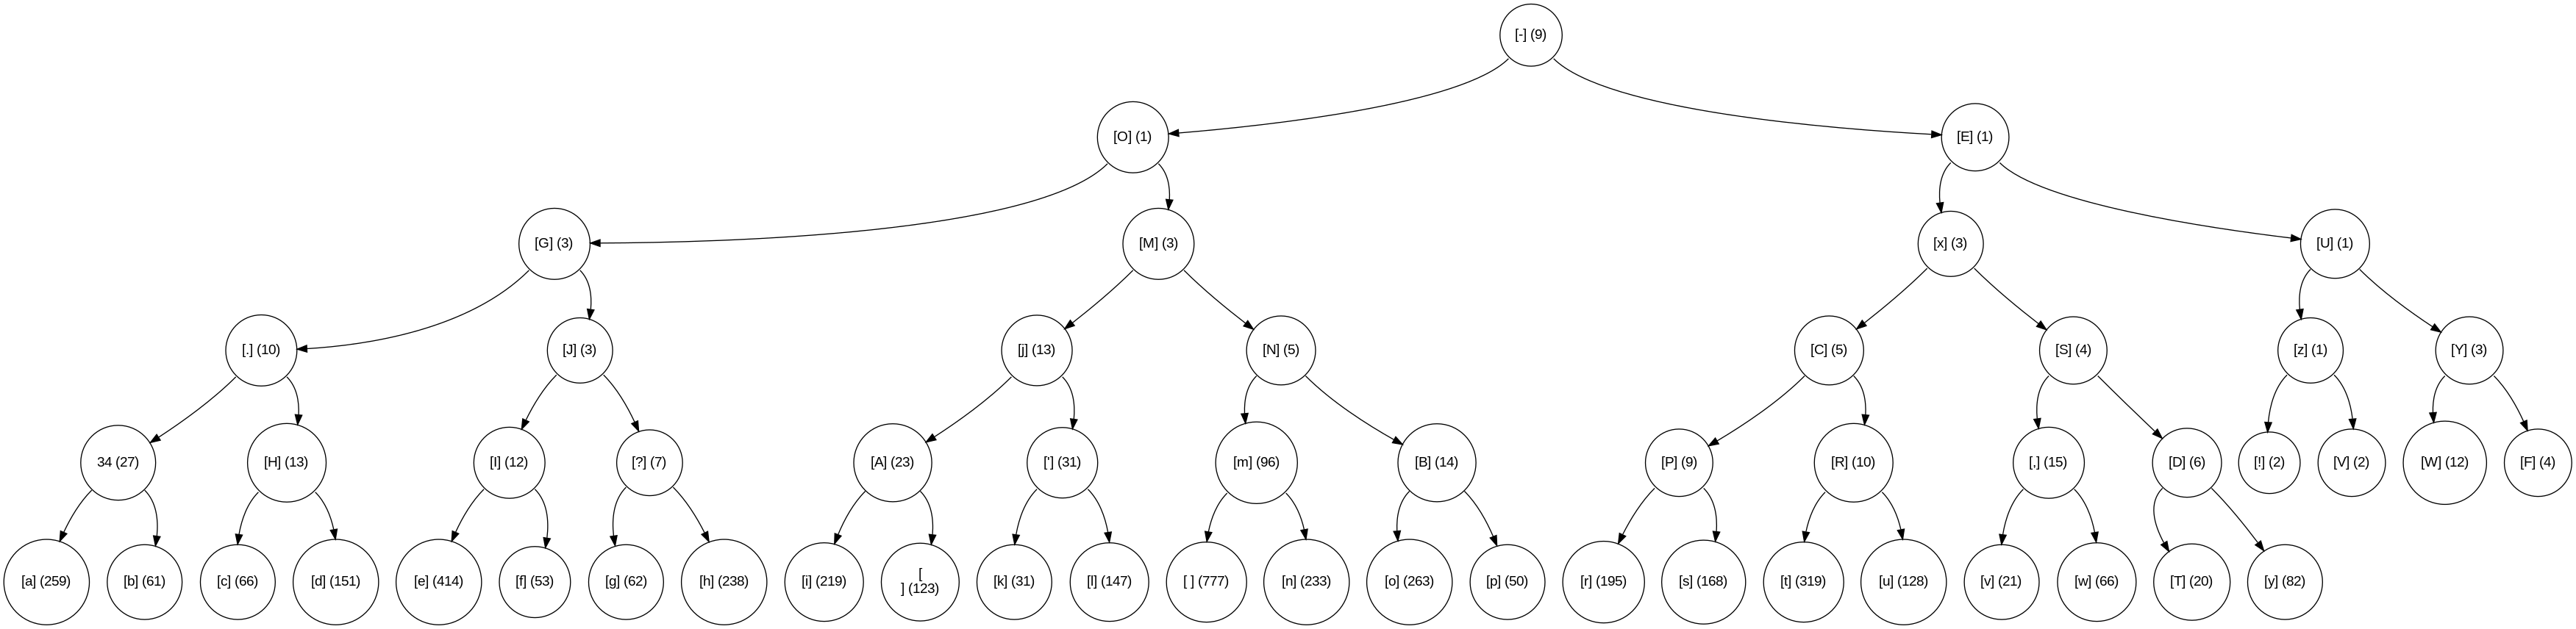 [-] (9)
[O] (1)
[E] (1)
[G] (3)
[M] (3)
[x] (3)
[U] (1)
[.] (10)
[J] (3)
[j] (13)
[N] (5)
[C] (5)
[S] (4)
[z] (1)
[Y] (3)
34 (27)
[H] (13)
[I] (12)
[?] (7)
[A] (23)
['] (31)
[m] (96)
[B] (14)
[P] (9)
[R] (10)
[,] (15)
[D] (6)
[!] (2)
[V] (2)
[W] (12)
[F] (4)
[a] (259)
[b] (61)
[c] (66)
[d] (151)
[e] (414)
[f] (53)
[g] (62)
[h] (238)
[i] (219)
[
] (123)
[k] (31)
[l] (147)
[ ] (777)
[n] (233)
[o] (263)
[p] (50)
[r] (195)
[s] (168)
[t] (319)
[u] (128)
[v] (21)
[w] (66)
[T] (20)
[y] (82)